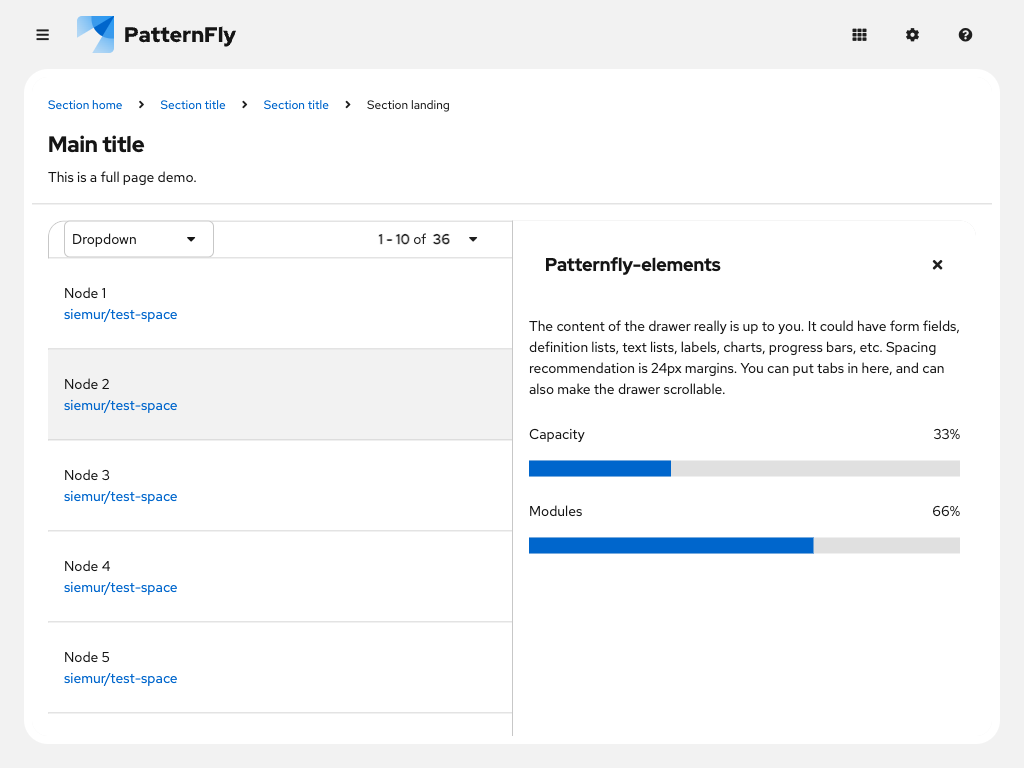 PatternFly
Section home Section title Section title Section landing
Main title
This is a full page demo.
Dropdown
1 - 10 of 36
Node 1
siemur/test-space
Node 2
siemur/test-space
Node 3
siemur/test-space
Node 4
siemur/test-space
Node 5
siemur/test-space
Patternfly-elements
The content of the drawer really is up to you. It could have form fields,
definition lists, text lists, labels, charts, progress bars, etc. Spacing
recommendation is 24px margins. You can put tabs in here, and can
also make the drawer scrollable.
Capacity 33%
Modules 66%